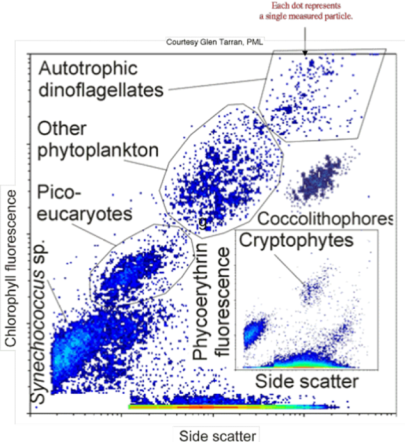 Each dot represents
a single measured particle.
Courtesy Glen Tarran, PML
Autotrophic
dinoflagellates
Other
phytoplankton
Pico-
eucaryotes
Coccolithophores
Synechococcus sp.
Chlorophyll fluorescence
Phycoerythrin
fluorescence
Cryptophytes
Side scatter
Side scatter